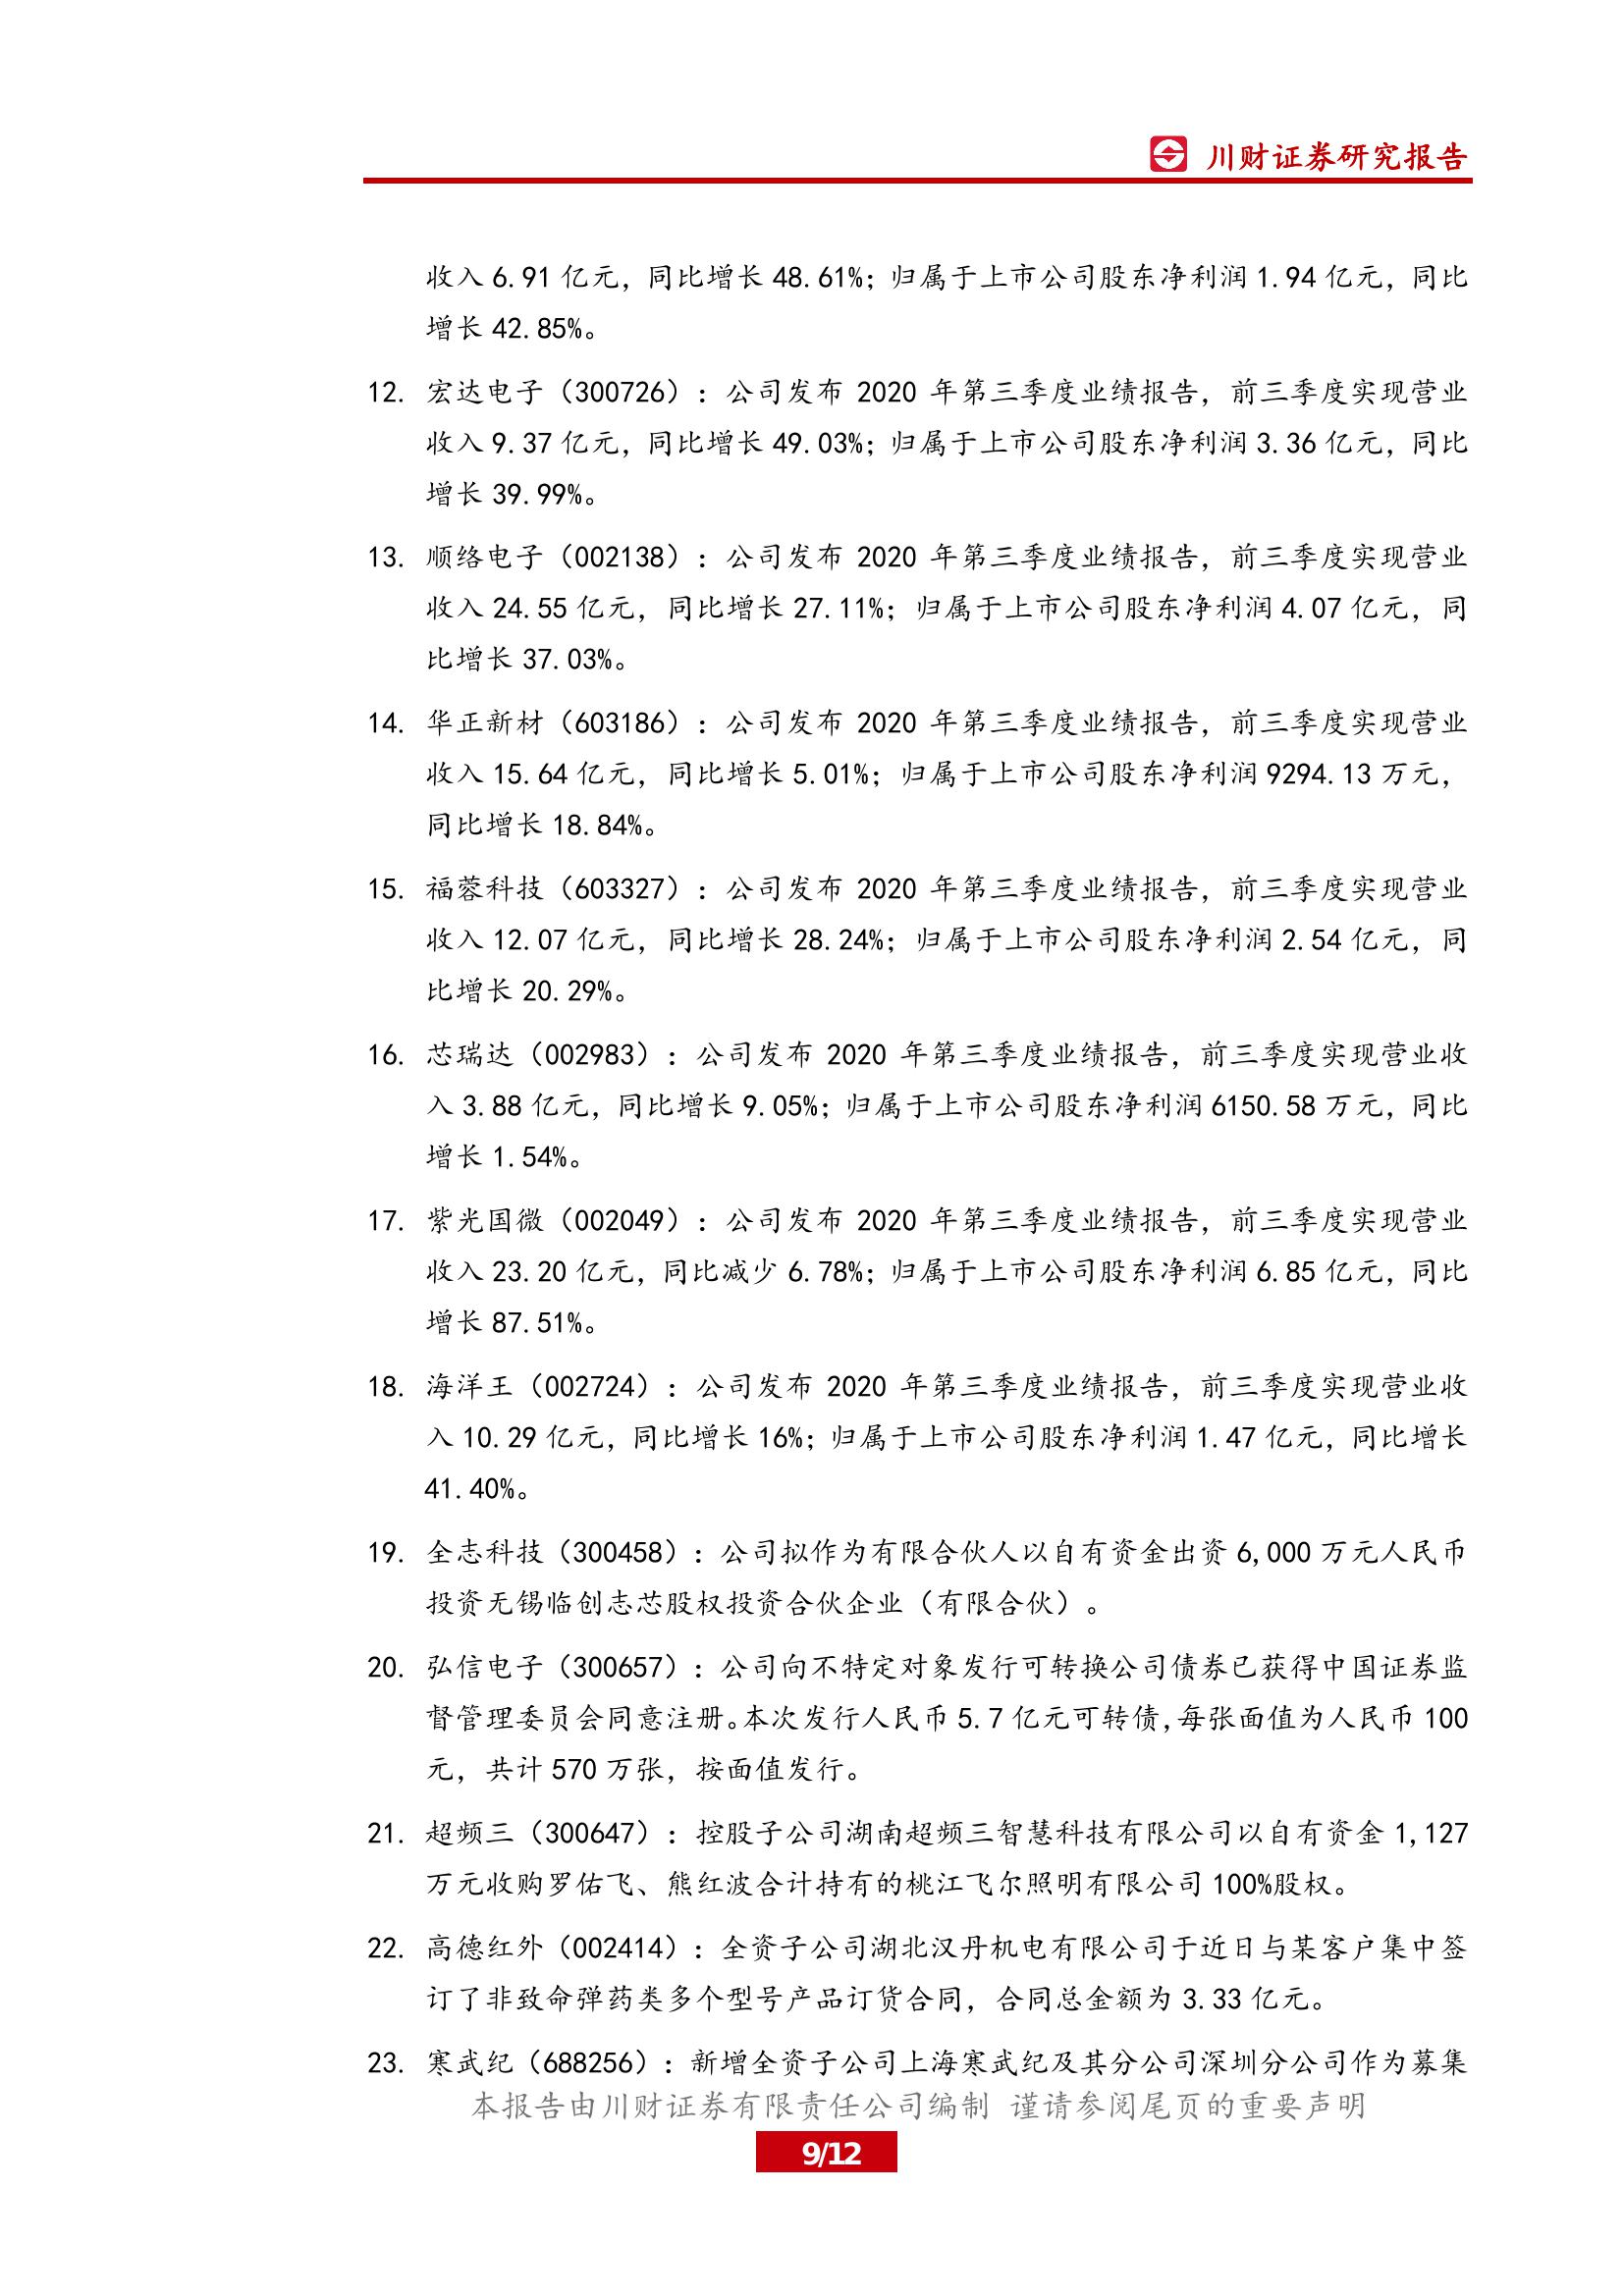 川财证券研究报告
收入 6.91 亿元，同比增长 48.61%；归属于上市公司股东净利润 1.94 亿元，同比
增长 42.85%。
12. 宏达电子（300726）：公司发布 2020 年第三季度业绩报告，前三季度实现营业
收入 9.37 亿元，同比增长 49.03%；归属于上市公司股东净利润 3.36 亿元，同比
增长 39.99%。
13. 顺络电子（002138）：公司发布 2020 年第三季度业绩报告，前三季度实现营业
收入 24.55 亿元，同比增长 27.11%；归属于上市公司股东净利润 4.07 亿元，同
比增长 37.03%。
14. 华正新材（603186）：公司发布 2020 年第三季度业绩报告，前三季度实现营业
收入 15.64 亿元，同比增长 5.01%；归属于上市公司股东净利润 9294.13 万元，
同比增长 18.84%。
15. 福蓉科技（603327）：公司发布 2020 年第三季度业绩报告，前三季度实现营业
收入 12.07 亿元，同比增长 28.24%；归属于上市公司股东净利润 2.54 亿元，同
比增长 20.29%。
16. 芯瑞达（002983）：公司发布 2020 年第三季度业绩报告，前三季度实现营业收
入 3.88 亿元，同比增长 9.05%；归属于上市公司股东净利润 6150.58 万元，同比
增长 1.54%。
17. 紫光国微（002049）：公司发布 2020 年第三季度业绩报告，前三季度实现营业
收入 23.20 亿元，同比减少 6.78%；归属于上市公司股东净利润 6.85 亿元，同比
增长 87.51%。
18. 海洋王（002724）：公司发布 2020 年第三季度业绩报告，前三季度实现营业收
入 10.29 亿元，同比增长 16%；归属于上市公司股东净利润 1.47 亿元，同比增长
41.40%。
19. 全志科技（300458）：公司拟作为有限合伙人以自有资金出资 6,000 万元人民币
投资无锡临创志芯股权投资合伙企业（有限合伙）。
20. 弘信电子（300657）：公司向不特定对象发行可转换公司债券已获得中国证券监
督管理委员会同意注册。本次发行人民币 5.7 亿元可转债，每张面值为人民币 100
元，共计 570 万张，按面值发行。
21. 超频三（300647）：控股子公司湖南超频三智慧科技有限公司以自有资金 1,127
万元收购罗佑飞、熊红波合计持有的桃江飞尔照明有限公司 100%股权。
22. 高德红外（002414）：全资子公司湖北汉丹机电有限公司于近日与某客户集中签
订了非致命弹药类多个型号产品订货合同，合同总金额为 3.33 亿元。
23. 寒武纪（688256）：新增全资子公司上海寒武纪及其分公司深圳分公司作为募集
本报告由川财证券有限责任公司编制 谨请参阅尾页的重要声明
9/12